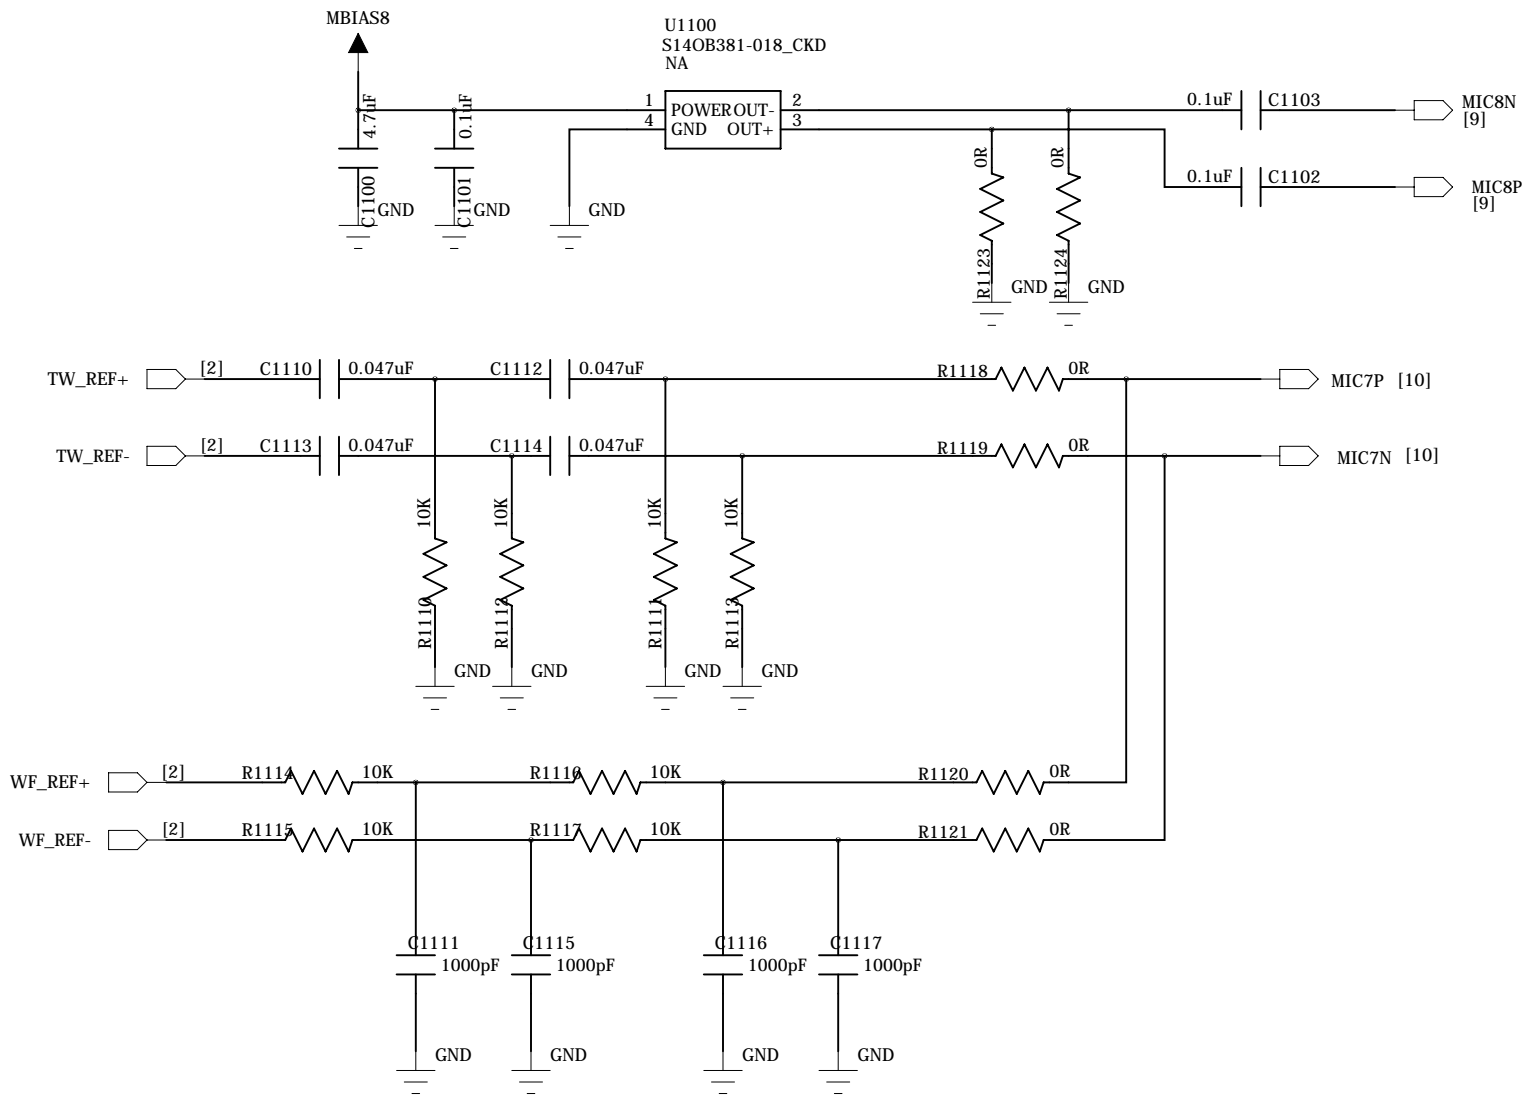 MBIAS8
U1100
S14OB381-018_CKD
NA
4.7uF
0.1uF
1
POWER
OUT-
2
4
GND
OUT+
3
0.1uF
C1103
MIC8N
[9]
0R
0R
0.1uF
C1102
MIC8P
[9]
C1100
GND
C1101
GND
GND
R1123
GND
R1124
GND
TW_REF+
[2]
C1110
0.047uF
C1112
0.047uF
R1118
0R
MIC7P
[10]
TW_REF-
[2]
C1113
0.047uF
C1114
0.047uF
R1119
0R
MIC7N
[10]
10K
10K
10K
10K
R1110
R1112
R1111
R1113
GND
GND
GND
GND
WF_REF+
[2]
R1114
10K
R1116
10K
R1120
0R
WF_REF-
[2]
R1115
10K
R1117
10K
R1121
0R
C1111
1000pF
C1115
1000pF
C1116
1000pF
C1117
1000pF
GND
GND
GND
GND